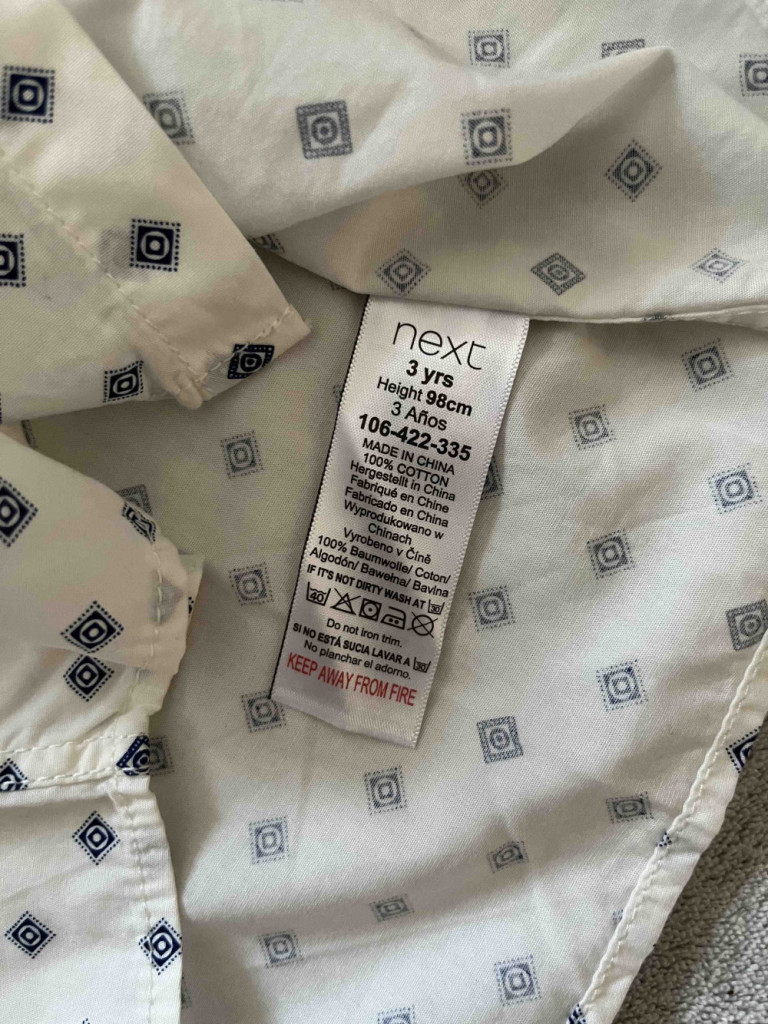 next
3 yrs
Height 98cm
3 Años
106-422-335
MADE IN CHINA
100% COTTON
Hergestellt in China
Fabriqué en Chine
Fabricado en China
Wyprodukowano w
Chinach
Vyrobeno v Číně
100% Baumwolle/ Coton/
Algodón/ Bawełna/ Bavlna
IF IT'S NOT DIRTY WASH AT 30
40
Do not iron trim.
SI NO ESTÁ SUCIA LAVAR A 30
No planchar el adorno.
KEEP AWAY FROM FIRE